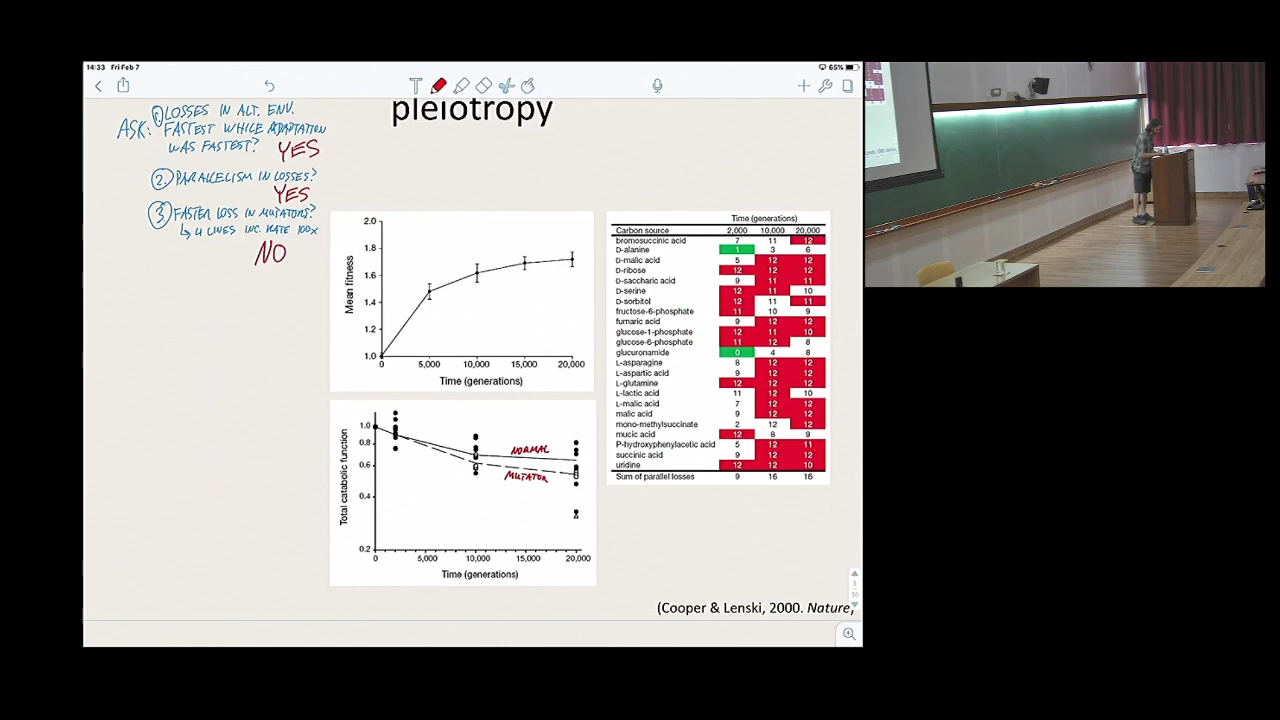 14:33 Fri Feb 7
65%
pleiotropy
ASK: ① LOSSES IN ALT. ENV.
FASTEST WHILE ADAPTATION
WAS FASTEST? YES
② PARALLELISM IN LOSSES?
YES
③ FASTER LOSS IN MUTATORS?
↳ 4 LINES INC. RATE 100x
NO
Mean fitness
2.0
1.8
1.6
1.4
1.2
1.0
0 5,000 10,000 15,000 20,000
Time (generations)
Total catabolic function
1.0
0.8
0.6
0.4
0.2
NORMAL
MUTATOR
0 5,000 10,000 15,000 20,000
Time (generations)
Time (generations)
Carbon source 2,000 10,000 20,000
bromosuccinic acid 7 11 12
D-alanine 1 3 6
D-malic acid 5 12 12
D-ribose 12 12 12
D-saccharic acid 9 11 11
D-serine 12 11 10
D-sorbitol 12 11 11
fructose-6-phosphate 11 10 9
fumaric acid 9 12 12
glucose-1-phosphate 12 11 10
glucose-6-phosphate 11 12 8
glucuronamide 0 4 8
L-asparagine 8 12 12
L-aspartic acid 9 12 12
L-glutamine 12 12 12
L-lactic acid 11 12 10
L-malic acid 7 12 12
malic acid 9 12 12
mono-methylsuccinate 2 12 12
mucic acid 12 8 9
P-hydroxyphenylacetic acid 5 12 11
succinic acid 9 12 12
uridine 12 12 10
Sum of parallel losses 9 16 16
(Cooper & Lenski, 2000. Nature)